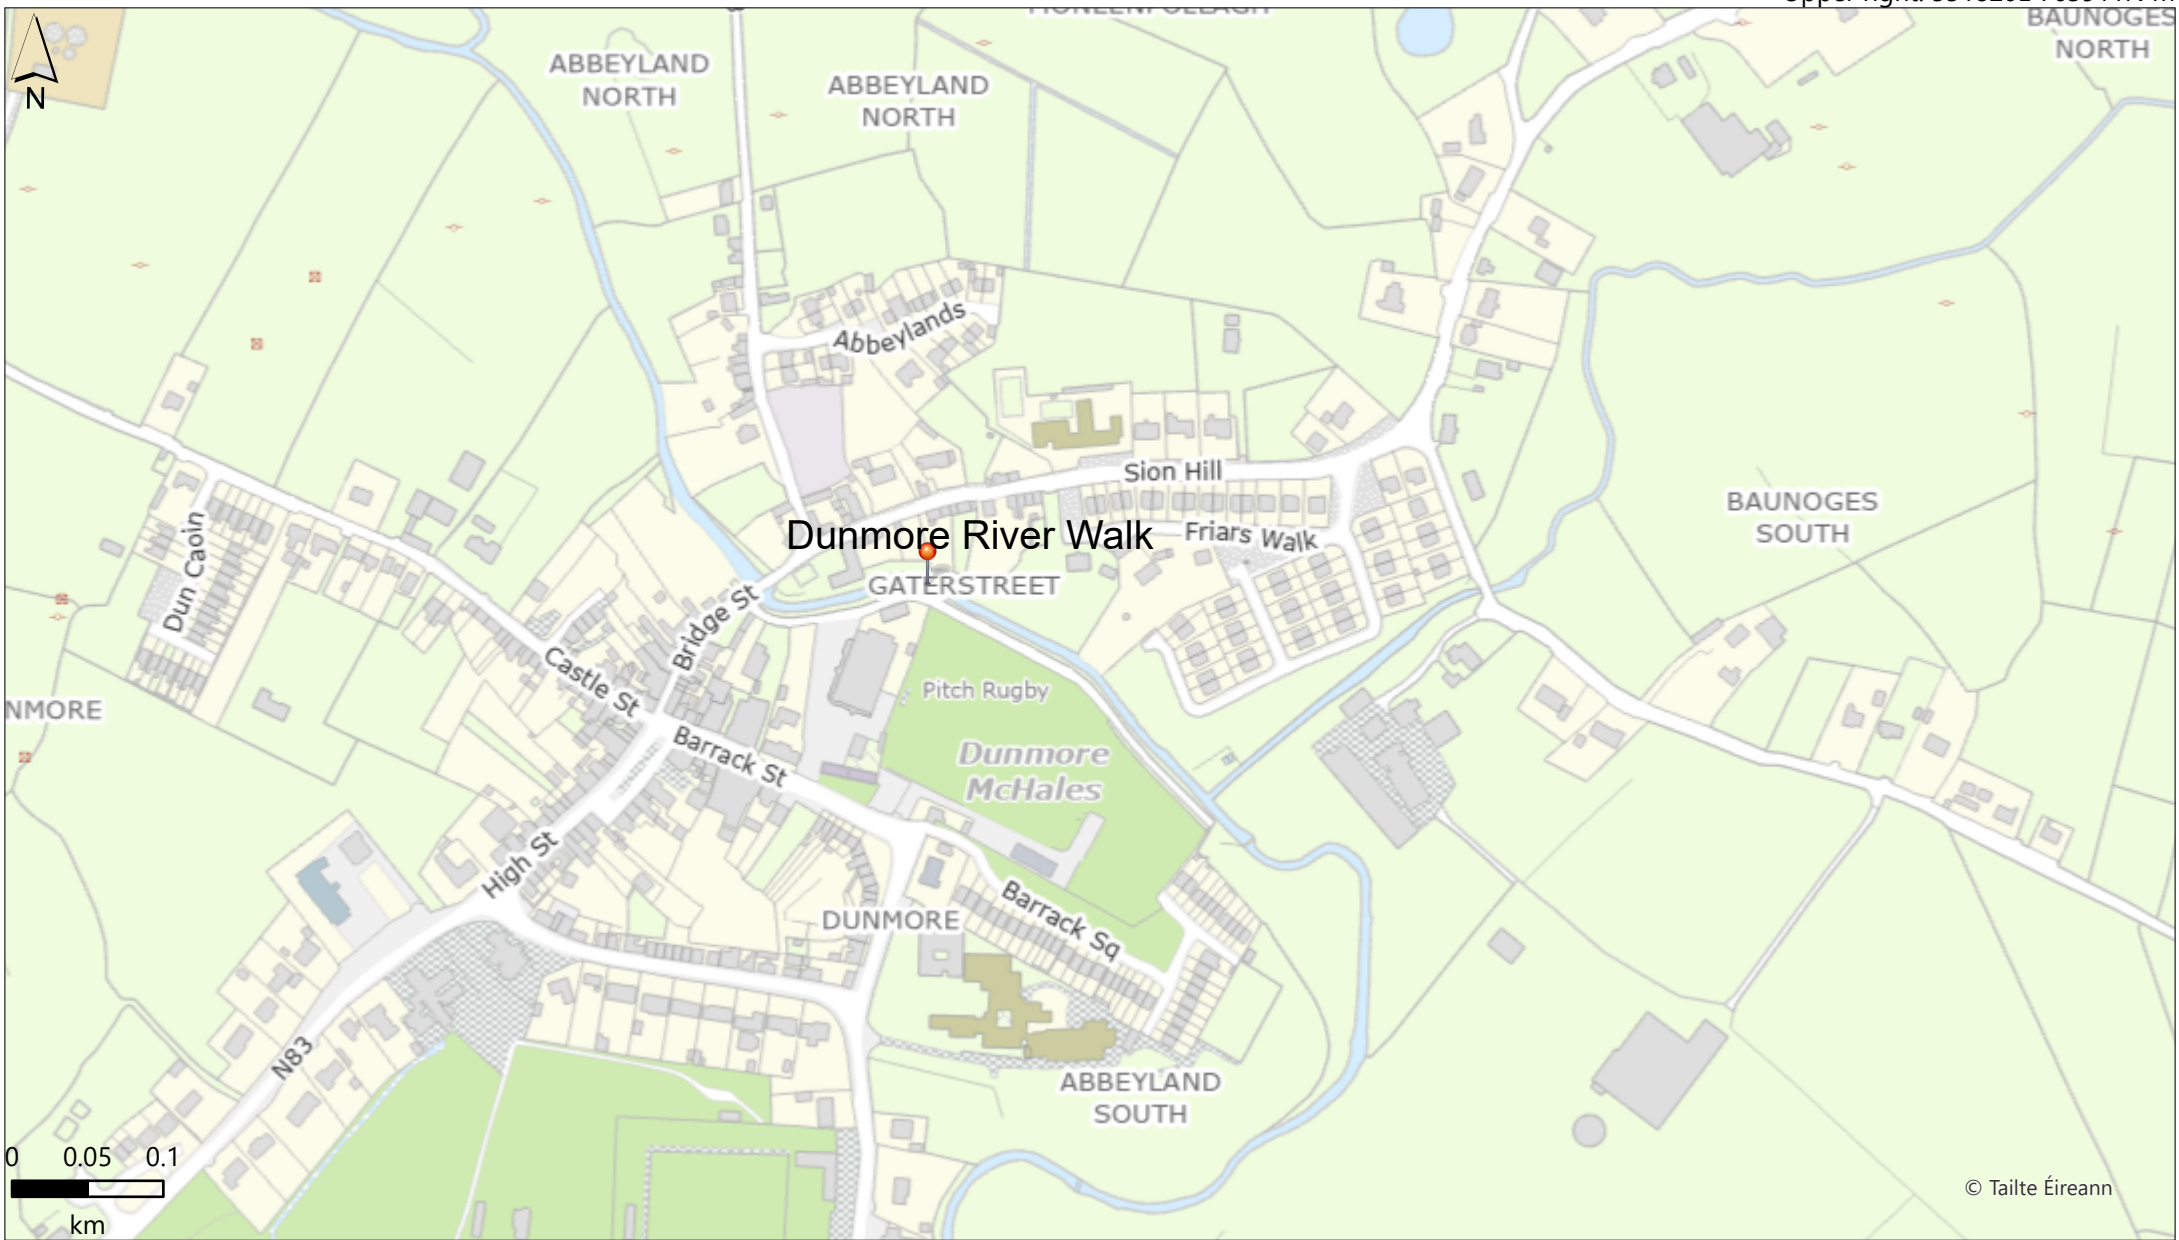 BAUNOGES
NORTH
N
ABBEYLAND
NORTH
ABBEYLAND
NORTH
Abbeylands
Sion Hill
Dunmore River Walk
Friars Walk
BAUNOGES
SOUTH
Dun Caoin
GATERSTREET
Bridge St
Castle St
Pitch Rugby
NMORE
Barrack St
Dunmore
McHales
High St
DUNMORE
Barrack Sq
N83
ABBEYLAND
SOUTH
0 0.05 0.1
km
© Tailte Éireann